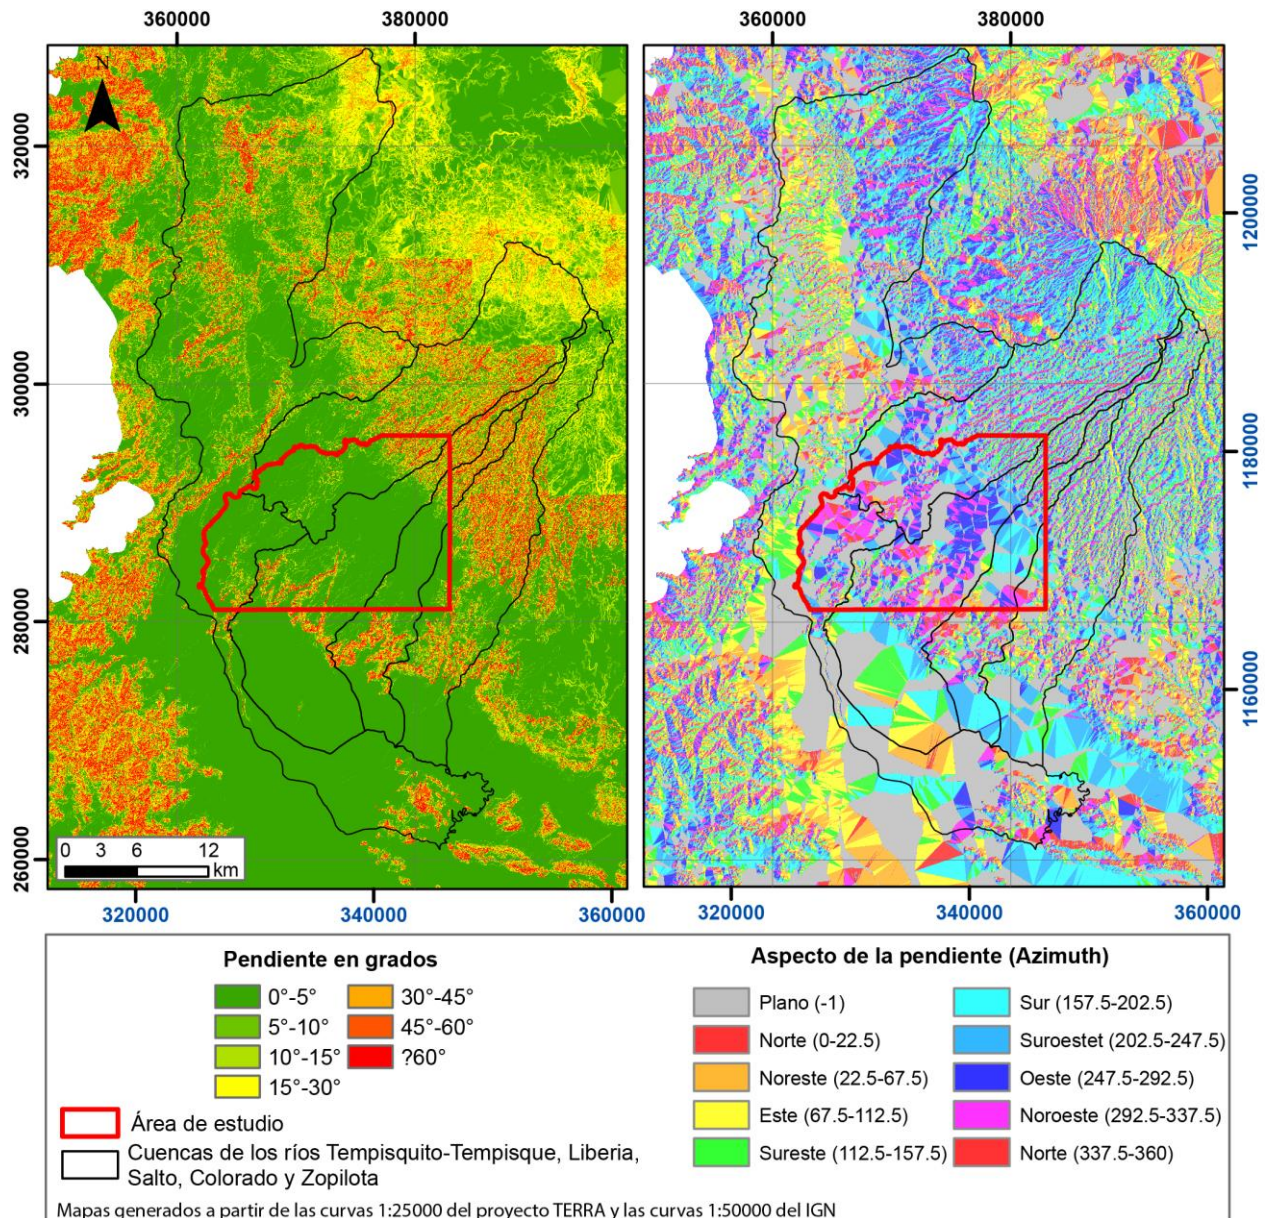 360000 380000 360000 380000
N
320000
300000
280000
260000
1200000
1180000
1160000
0 3 6 12
km
320000 340000 360000 320000 340000 360000
Pendiente en grados
0°-5°
5°-10°
10°-15°
15°-30°
30°-45°
45°-60°
?60°
Área de estudio
Cuencas de los ríos Tempisquito-Tempisque, Liberia,
Salto, Colorado y Zopilota
Aspecto de la pendiente (Azimuth)
Plano (-1)
Norte (0-22.5)
Noreste (22.5-67.5)
Este (67.5-112.5)
Sureste (112.5-157.5)
Sur (157.5-202.5)
Suroestet (202.5-247.5)
Oeste (247.5-292.5)
Noroeste (292.5-337.5)
Norte (337.5-360)
Mapas generados a partir de las curvas 1:25000 del proyecto TERRA y las curvas 1:50000 del IGN